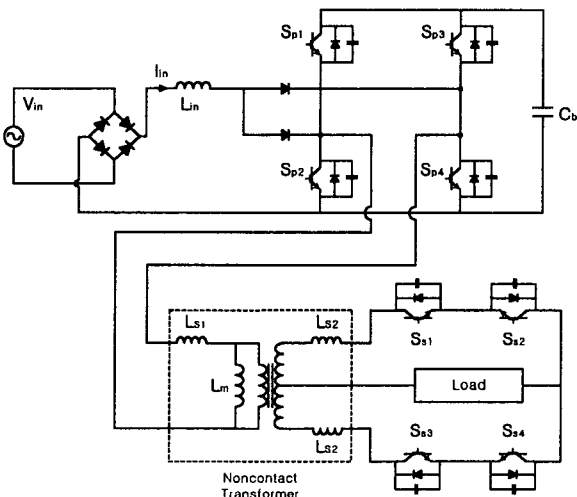 Sp1
Sp3
Iin
Vin
Lin
Cb
Sp2
Sp4
Ls1
Ls2
Ss1
Ss2
Lm
Load
Ss3
Ss4
Ls2
Noncontact
Transformer